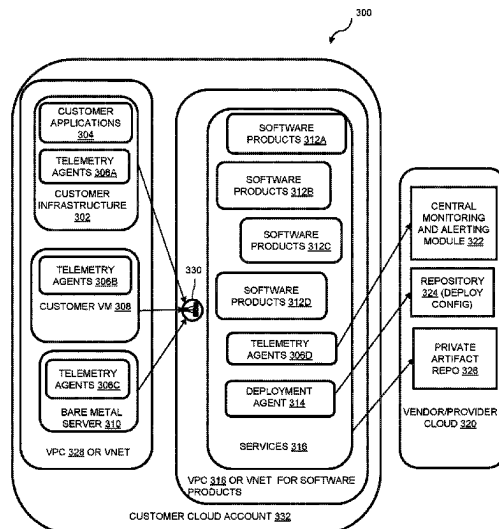 300
CUSTOMER
APPLICATIONS
304
TELEMETRY
AGENTS 306A
CUSTOMER
INFRASTRUCTURE
302
TELEMETRY
AGENTS 306B
CUSTOMER VM 308
TELEMETRY
AGENTS 306C
BARE METAL
SERVER 310
VPC 328 OR VNET
330
SOFTWARE
PRODUCTS 312A
SOFTWARE
PRODUCTS 312B
SOFTWARE
PRODUCTS 312C
SOFTWARE
PRODUCTS 312D
TELEMETRY
AGENTS 306D
DEPLOYMENT
AGENT 314
SERVICES 316
VPC 318 OR VNET FOR SOFTWARE
PRODUCTS
CUSTOMER CLOUD ACCOUNT 332
CENTRAL
MONITORING
AND ALERTING
MODULE 322
REPOSITORY
324 (DEPLOY
CONFIG)
PRIVATE
ARTIFACT
REPO 326
VENDOR/PROVIDER
CLOUD 320